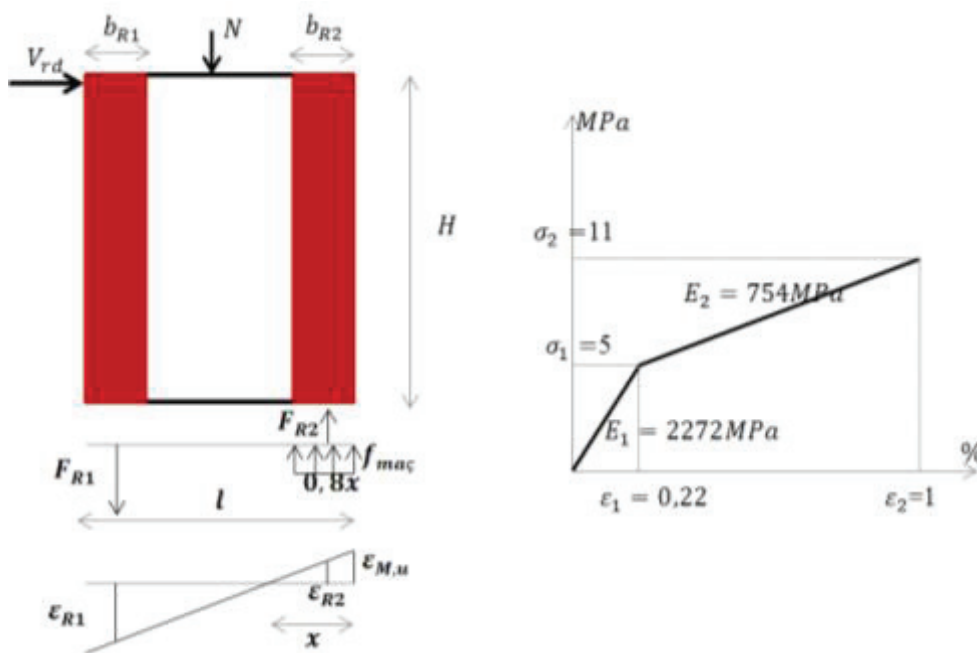 b_{R1}
N
b_{R2}
V_{rd}
H
F_{R2}
F_{R1}
f_{maç}
0,8x
l
ε_{M,u}
ε_{R2}
ε_{R1}
x
MPa
σ_2 =11
E_2 = 754MPa
σ_1 =5
E_1 = 2272MPa
%
ε_1 = 0,22
ε_2=1